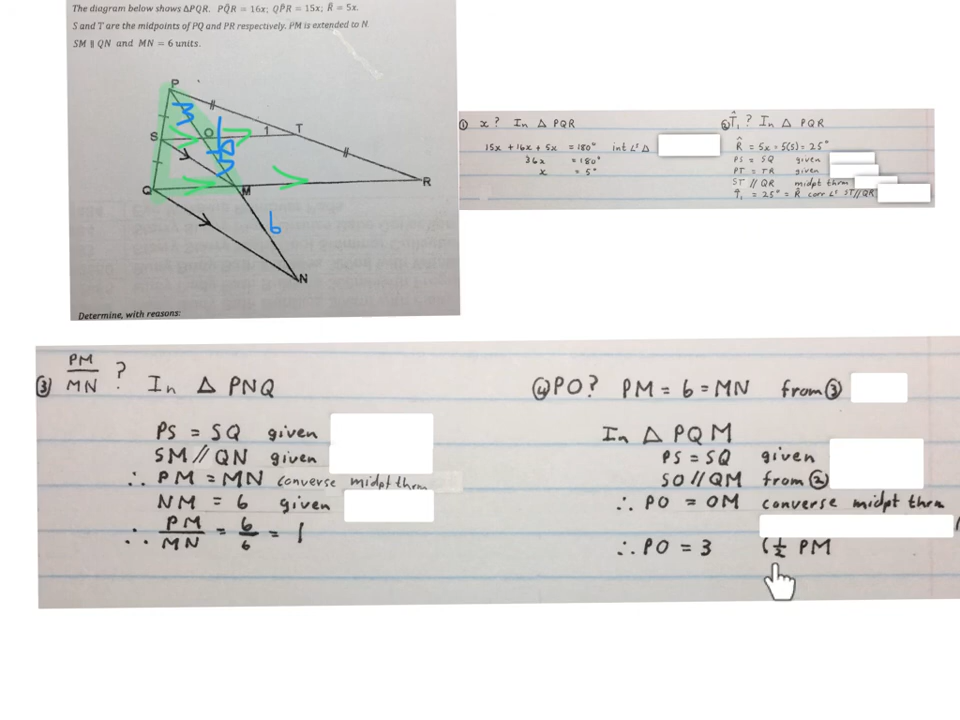 The diagram below shows ΔPQR. PQ̂R = 16x; QP̂R = 15x; R̂ = 5x.
S and T are the midpoints of PQ and PR respectively. PM is extended to N.
SM ∥ QN and MN = 6 units.
P
3
S
O
1
T
Q
M
R
6
N
Determine, with reasons:
① x? In Δ PQR
15x + 16x + 5x = 180° int ∠s Δ
36x = 180°
x = 5°
② T̂₁? In Δ PQR
R̂ = 5x = 5(5) = 25°
PS = SQ given
PT = TR given
ST // QR midpt thrm
T̂₁ = 25° = R̂ corr ∠s ST//QR
③ PM/MN ? In Δ PNQ
PS = SQ given
SM // QN given
∴ PM = MN converse midpt thrm
NM = 6 given
∴ PM/MN = 6/6 = 1
④ PO? PM = 6 = MN from ③
In Δ PQM
PS = SQ given
SO // QM from ②
∴ PO = OM converse midpt thrm
∴ PO = 3 (½ PM